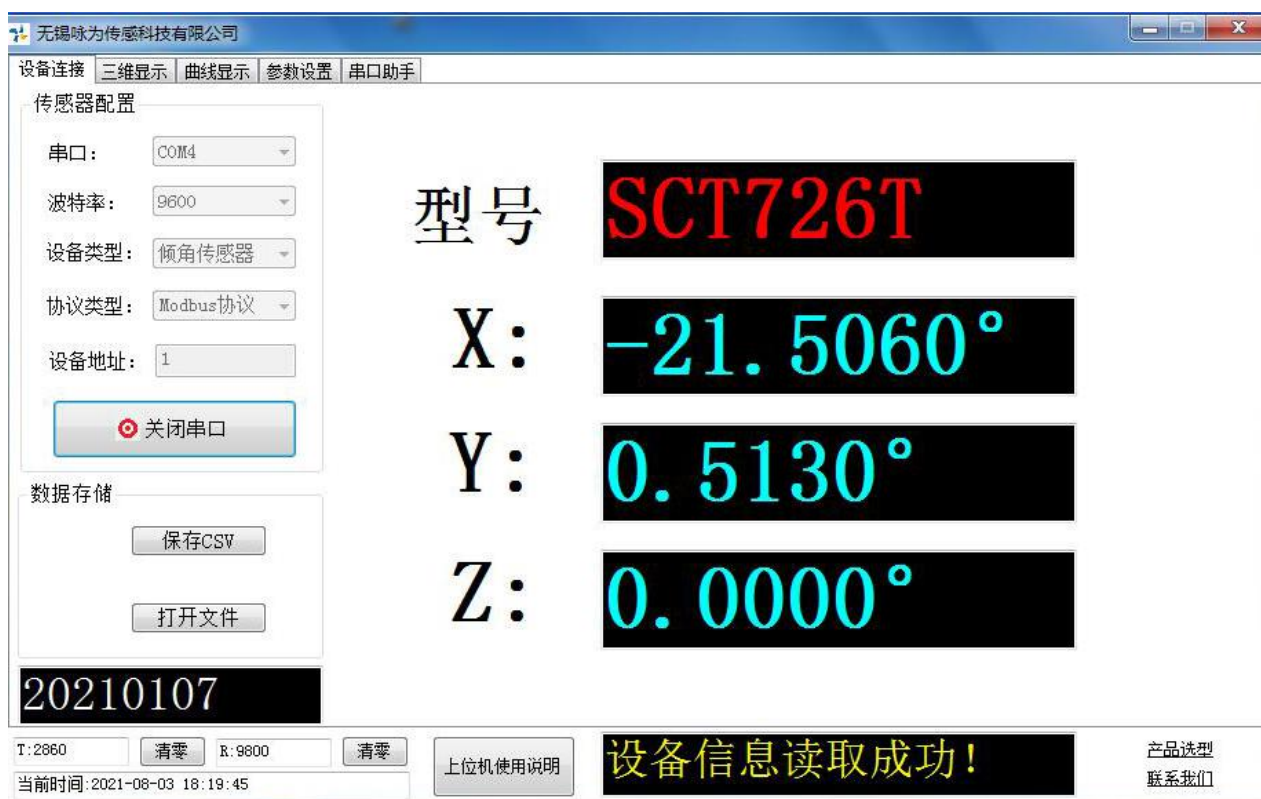 无锡咏为传感科技有限公司
设备连接 三维显示 曲线显示 参数设置 串口助手
传感器配置
串口: COM4
波特率: 9600
设备类型: 倾角传感器
协议类型: Modbus协议
设备地址: 1
关闭串口
数据存储
保存CSV
打开文件
20210107
型号 SCT726T
X: -21.5060°
Y: 0.5130°
Z: 0.0000°
T:2860 清零 R:9800 清零
当前时间:2021-08-03 18:19:45
上位机使用说明
设备信息读取成功!
产品选型
联系我们